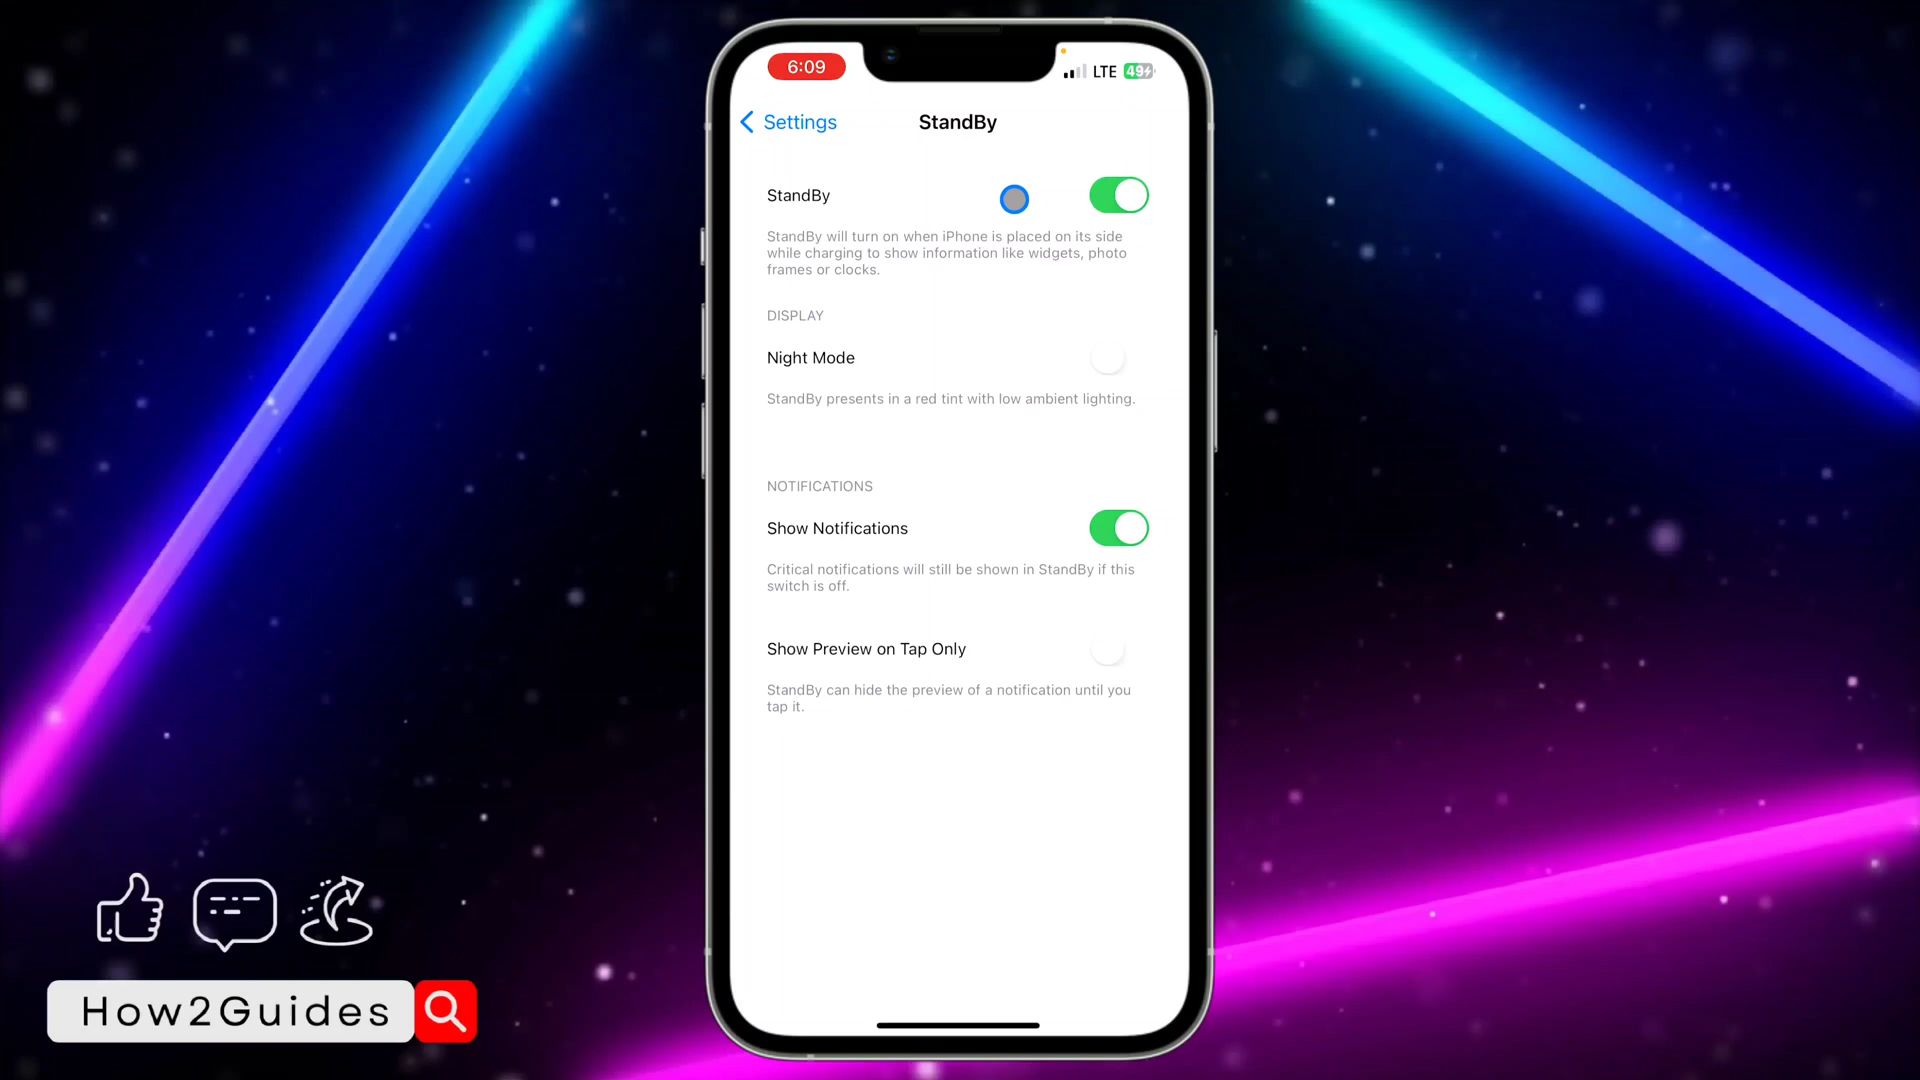 6:09
LTE 49
Settings
StandBy
StandBy
StandBy will turn on when iPhone is placed on its side
while charging to show information like widgets, photo
frames or clocks.
DISPLAY
Night Mode
StandBy presents in a red tint with low ambient lighting.
NOTIFICATIONS
Show Notifications
Critical notifications will still be shown in StandBy if this
switch is off.
Show Preview on Tap Only
StandBy can hide the preview of a notification until you
tap it.
How2Guides